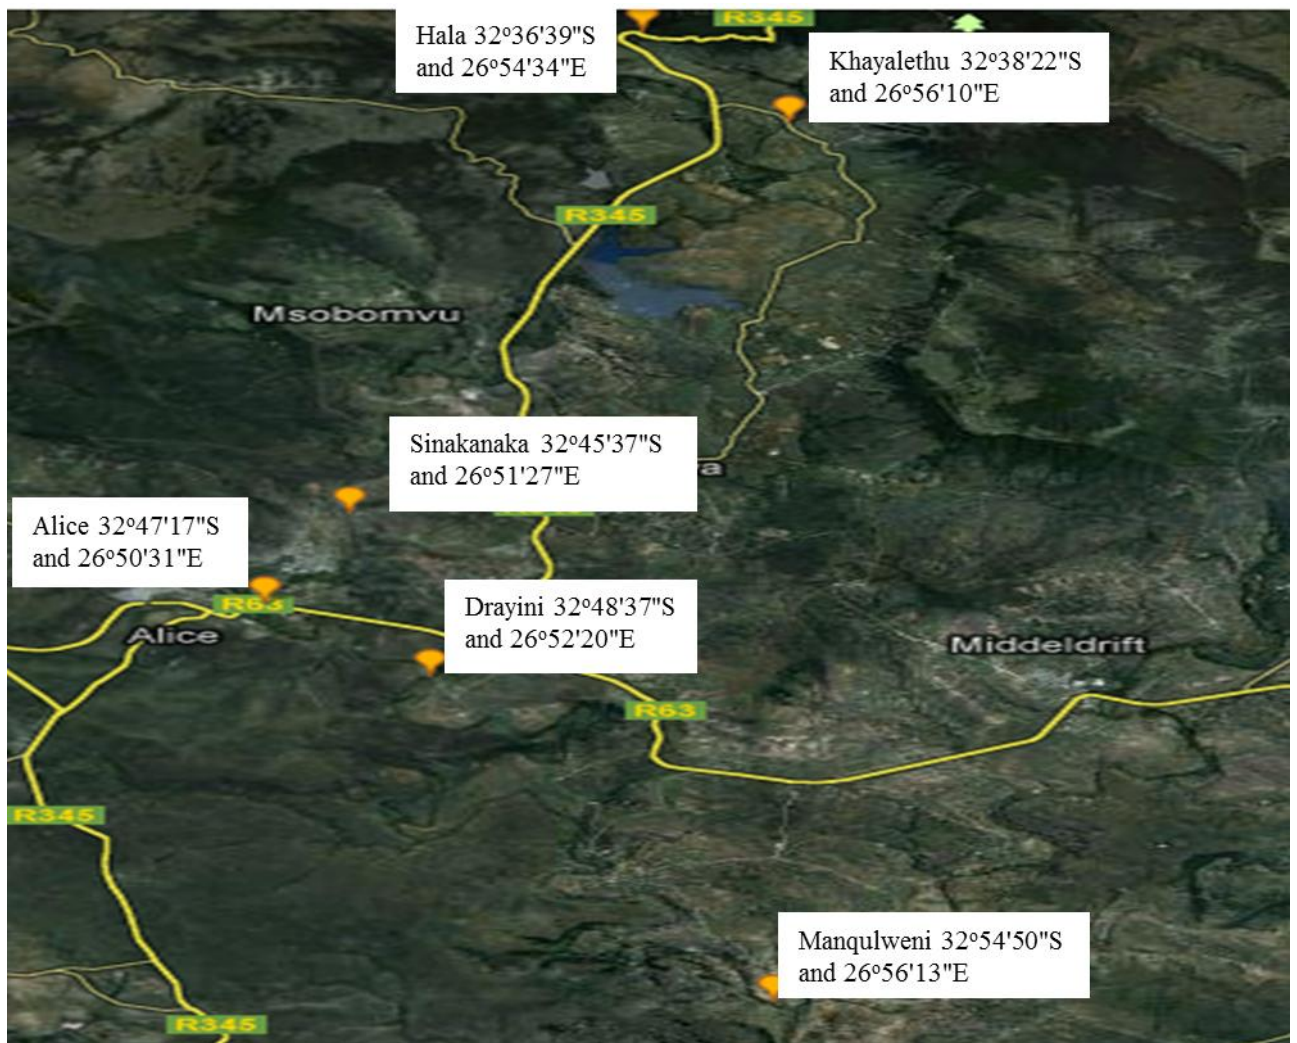 Hala 32°36'39"S
and 26°54'34"E
R345
Khayalethu 32°38'22"S
and 26°56'10"E
R345
Msobomvu
Sinakanaka 32°45'37"S
and 26°51'27"E
Alice 32°47'17"S
and 26°50'31"E
R63
Alice
Drayini 32°48'37"S
and 26°52'20"E
Middeldrift
R63
R345
Manqulweni 32°54'50"S
and 26°56'13"E
R345